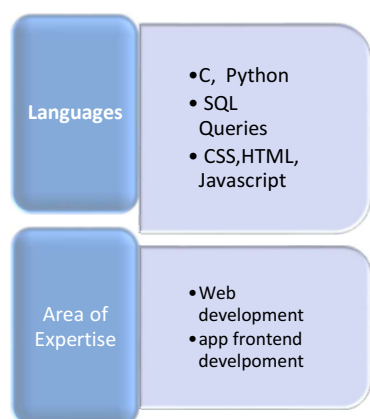 Languages
•C, Python
• SQL
Queries
• CSS,HTML,
Javascript
Area of
Expertise
•Web
development
•app frontend
develpoment